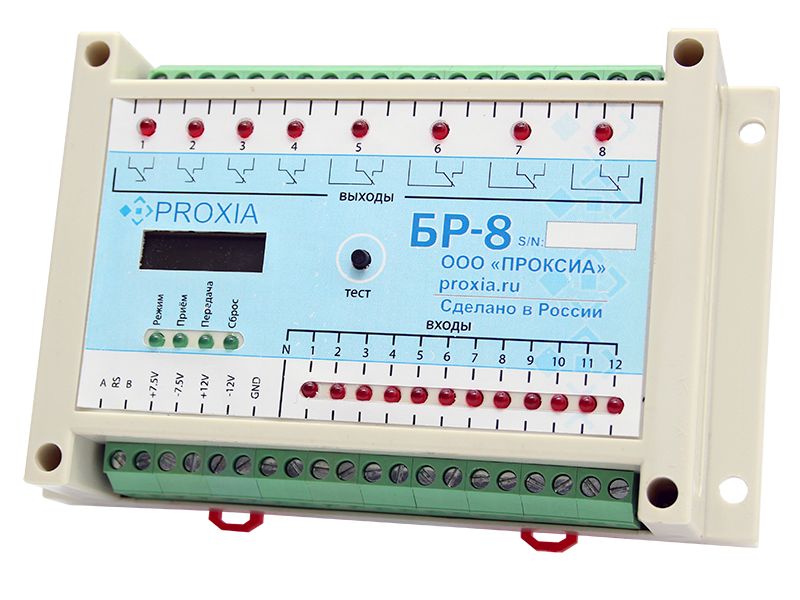 1 2 3 4 5 6 7 8
ВЫХОДЫ
PROXIA
БР-8 S/N:
ООО «ПРОКСИА»
proxia.ru
Сделано в России
тест
Режим Приём Передача Сброс
ВХОДЫ
N 1 2 3 4 5 6 7 8 9 10 11 12
A RS B +7.5V -7.5V +12V -12V GND